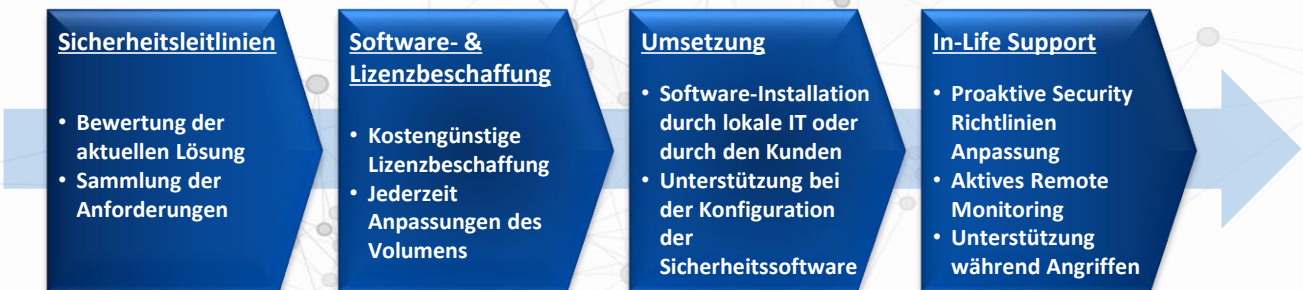 Sicherheitsleitlinien
• Bewertung der
aktuellen Lösung
• Sammlung der
Anforderungen
Software- &
Lizenzbeschaffung
• Kostengünstige
Lizenzbeschaffung
• Jederzeit
Anpassungen des
Volumens
Umsetzung
• Software-Installation
durch lokale IT oder
durch den Kunden
• Unterstützung bei
der Konfiguration
der
Sicherheitssoftware
In-Life Support
• Proaktive Security
Richtlinien
Anpassung
• Aktives Remote
Monitoring
• Unterstützung
während Angriffen